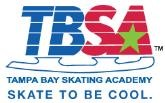 TBSA™
TAMPA BAY SKATING ACADEMY
SKATE TO BE COOL.